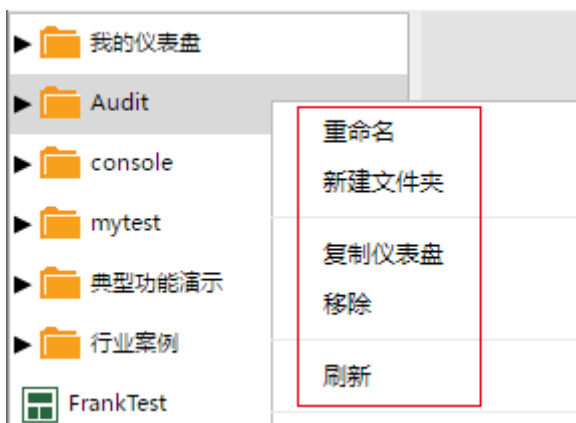 我的仪表盘
Audit
console
mytest
典型功能演示
行业案例
FrankTest
重命名
新建文件夹
复制仪表盘
移除
刷新